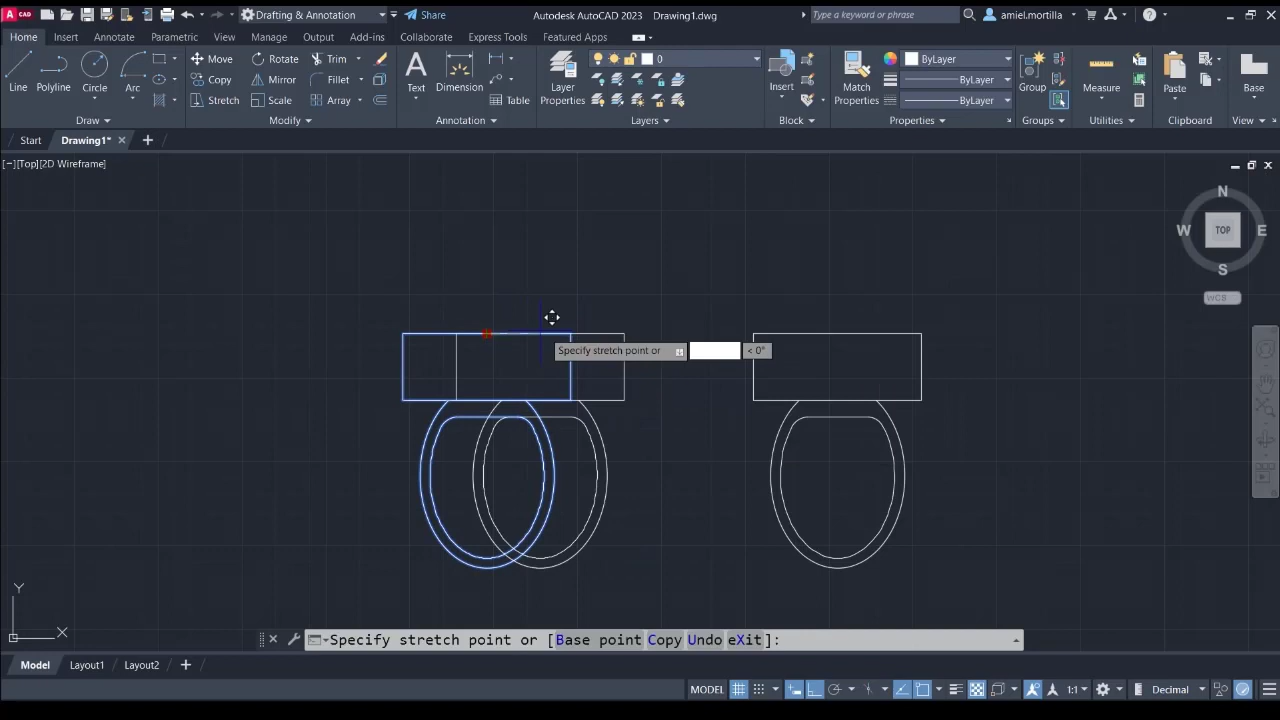 CAD
Drafting & Annotation
Share
Autodesk AutoCAD 2023 Drawing1.dwg
Type a keyword or phrase
amiel.mortilla
Home Insert Annotate Parametric View Manage Output Add-ins Collaborate Express Tools Featured Apps
Line
Polyline
Circle
Arc
Draw
Move Rotate Trim
Copy Mirror Fillet
Stretch Scale Array
Modify
Text
Dimension
Table
Annotation
Layer
Properties
0
Layers
Insert
Block
Match
Properties
ByLayer
ByLayer
ByLayer
Properties
Group
Groups
Measure
Utilities
Paste
Clipboard
Base
View
Start Drawing1*
[−][Top][2D Wireframe]
N
W TOP E
S
WCS
Specify stretch point or < 0°
Y
X
Specify stretch point or [Base point Copy Undo eXit]:
Model Layout1 Layout2
MODEL 1:1 Decimal